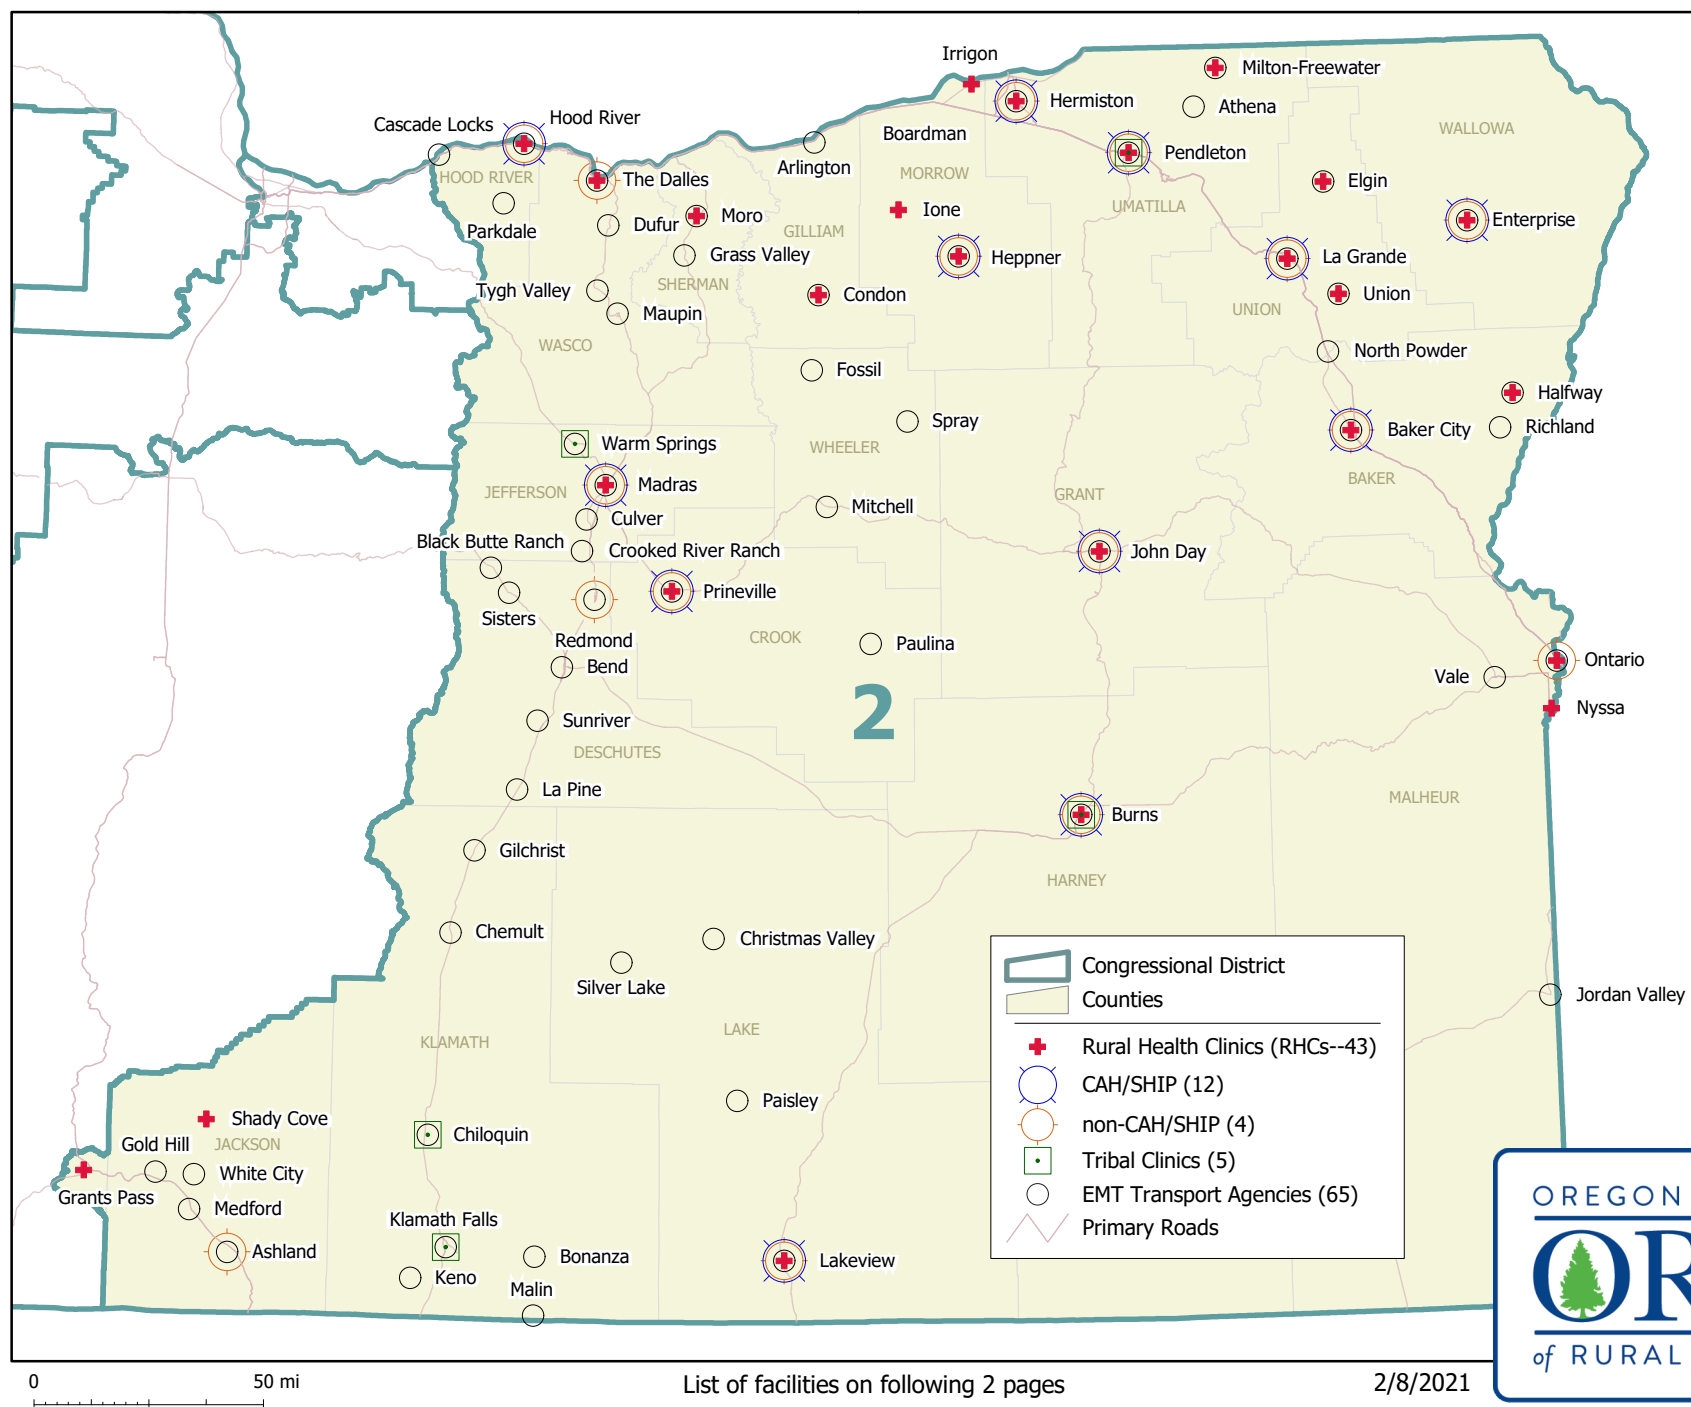 Irrigon
Milton-Freewater
Hermiston
Athena
Hood River
Cascade Locks
Boardman
WALLOWA
Arlington
Pendleton
HOOD RIVER
The Dalles
MORROW
Elgin
Parkdale
Dufur
Moro
Ione
UMATILLA
Enterprise
GILLIAM
Grass Valley
Heppner
La Grande
SHERMAN
Tygh Valley
Condon
Union
Maupin
UNION
WASCO
North Powder
Fossil
Halfway
Spray
Baker City
Richland
Warm Springs
WHEELER
BAKER
JEFFERSON
Madras
GRANT
Mitchell
Culver
Black Butte Ranch
Crooked River Ranch
John Day
Prineville
Sisters
Redmond
CROOK
Paulina
Bend
Ontario
Vale
2
Nyssa
Sunriver
DESCHUTES
La Pine
MALHEUR
Burns
Gilchrist
HARNEY
Chemult
Christmas Valley
Silver Lake
Jordan Valley
KLAMATH
LAKE
Paisley
Shady Cove
Chiloquin
Gold Hill
JACKSON
White City
Grants Pass
Medford
Klamath Falls
Ashland
Bonanza
Keno
Malin
Lakeview
Congressional District
Counties
Rural Health Clinics (RHCs--43)
CAH/SHIP (12)
non-CAH/SHIP (4)
Tribal Clinics (5)
EMT Transport Agencies (65)
Primary Roads
OREGON
OR
of RURAL
0 50 mi
List of facilities on following 2 pages
2/8/2021